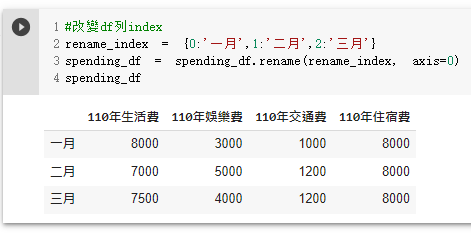 1 #改變df列index
2 rename_index = {0:'一月',1:'二月',2:'三月'}
3 spending_df = spending_df.rename(rename_index, axis=0)
4 spending_df
110年生活費 110年娛樂費 110年交通費 110年住宿費
一月 8000 3000 1000 8000
二月 7000 5000 1200 8000
三月 7500 4000 1200 8000